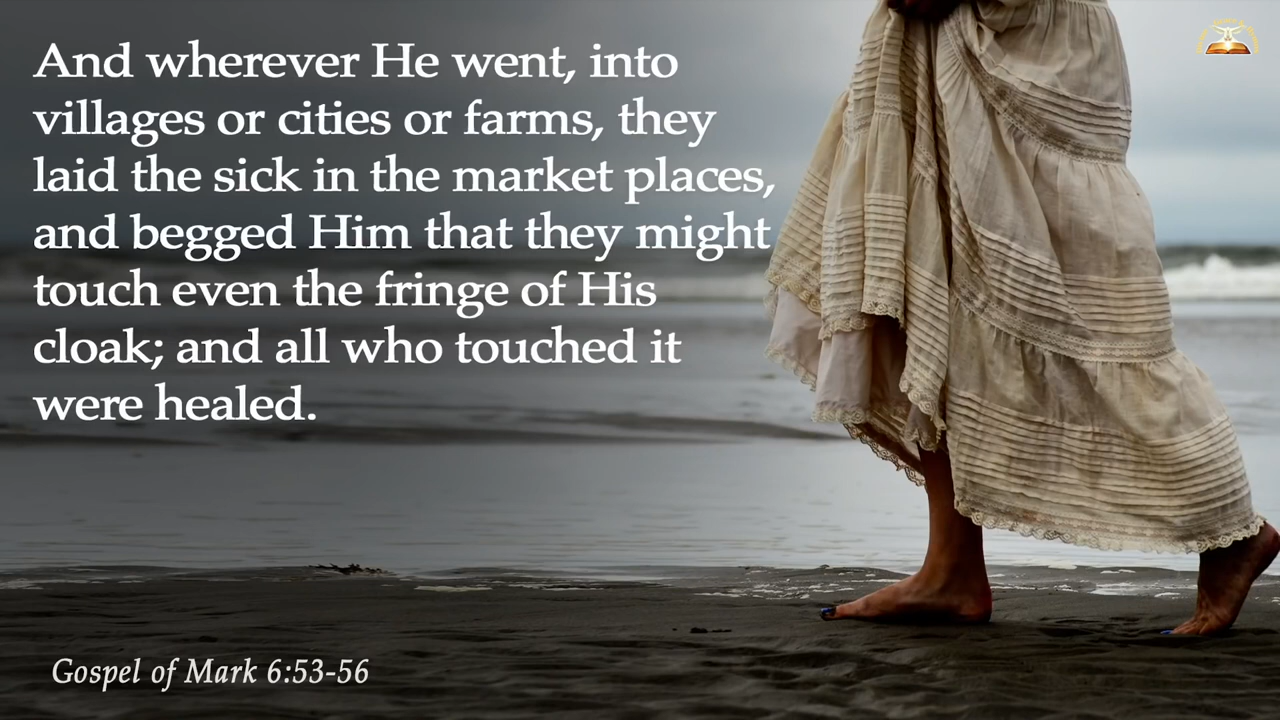 And wherever He went, into
villages or cities or farms, they
laid the sick in the market places,
and begged Him that they might
touch even the fringe of His
cloak; and all who touched it
were healed.
Gospel of Mark 6:53-56